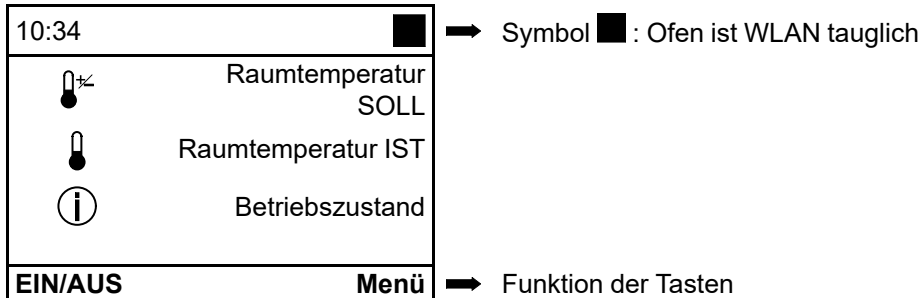 10:34
Symbol : Ofen ist WLAN tauglich
Raumtemperatur
SOLL
Raumtemperatur IST
Betriebszustand
EIN/AUS Menü
Funktion der Tasten